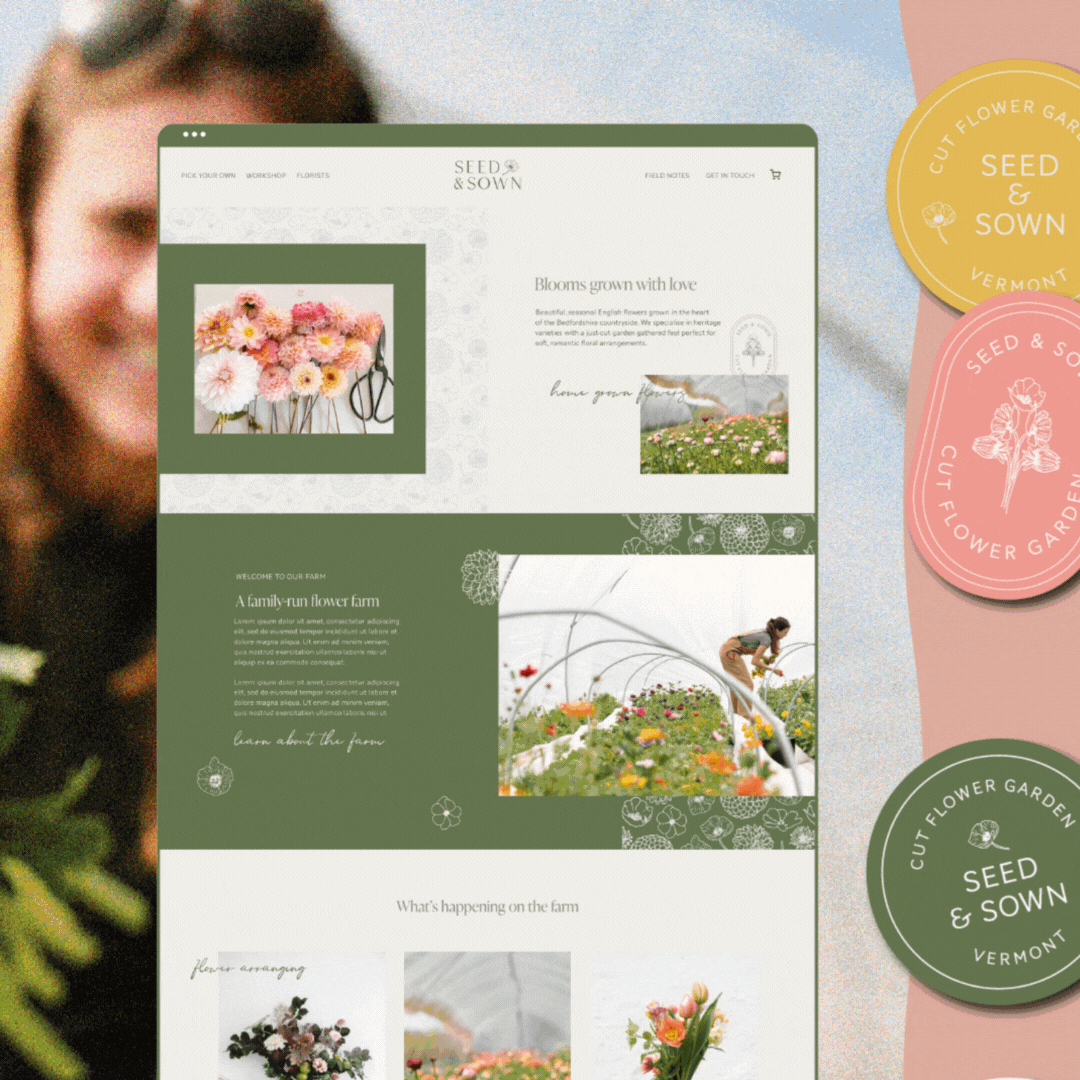 PICK YOUR OWN WORKSHOP FLORISTS
SEED
& SOWN
FIELD NOTES GET IN TOUCH
Blooms grown with love
Beautiful, seasonal English flowers grown in the heart
of the Bedfordshire countryside. We specialise in heritage
varieties with a just-cut garden gathered feel perfect for
soft, romantic floral arrangements.
home grown flowers
WELCOME TO OUR FARM
A family-run flower farm
Lorem ipsum dolor sit amet, consectetur adipiscing
elit, sed do eiusmod tempor incididunt ut labore et
dolore magna aliqua. Ut enim ad minim veniam,
quis nostrud exercitation ullamco laboris nisi ut
aliquip ex ea commodo consequat.
Lorem ipsum dolor sit amet, consectetur adipiscing
elit, sed do eiusmod tempor incididunt ut labore et
dolore magna aliqua. Ut enim ad minim veniam,
quis nostrud exercitation ullamco laboris nisi ut
learn about the farm
What's happening on the farm
flower arranging
CUT FLOWER GARDE
SEED
&
SOWN
VERMONT
SEED & SO
CUT FLOWER GARDEN
CUT FLOWER GARDEN
SEED
& SOWN
VERMONT